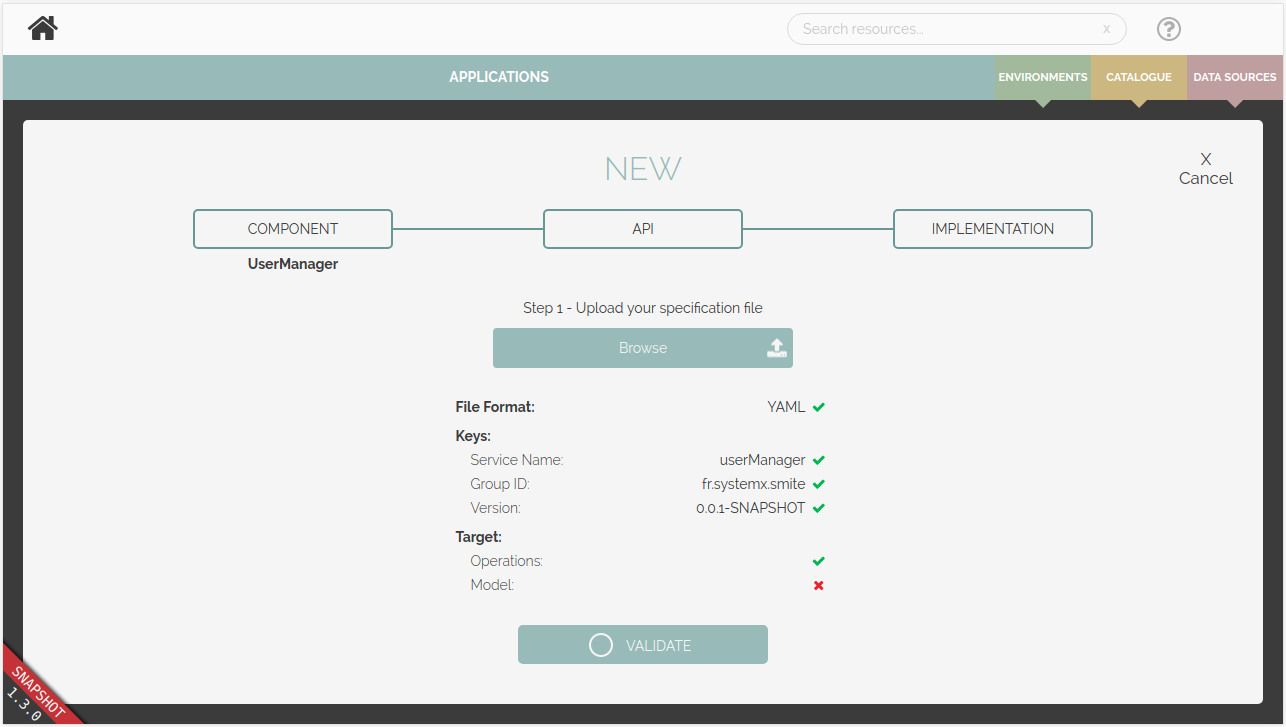 Search resources... x ?
APPLICATIONS ENVIRONMENTS CATALOGUE DATA SOURCES
NEW
X
Cancel
COMPONENT API IMPLEMENTATION
UserManager
Step 1 - Upload your specification file
Browse
File Format: YAML
Keys:
Service Name: userManager
Group ID: fr.systemx.smite
Version: 0.0.1-SNAPSHOT
Target:
Operations:
Model:
VALIDATE
SNAPSHOT
1.3.0